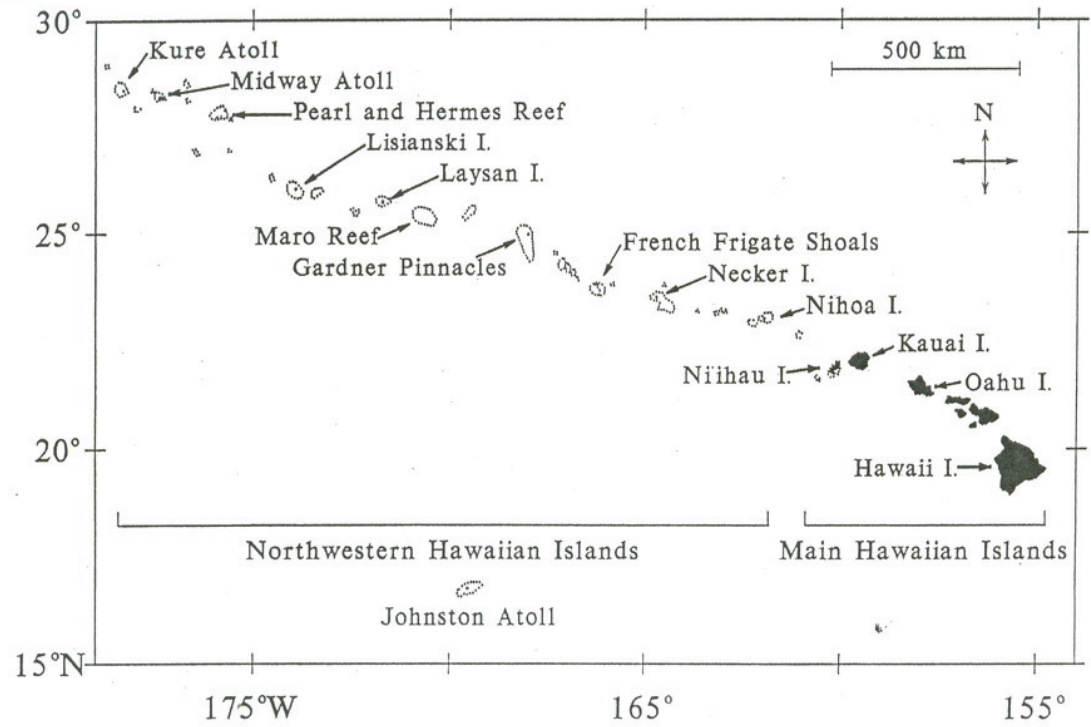 30°
Kure Atoll
500 km
Midway Atoll
Pearl and Hermes Reef
N
Lisianski I.
Laysan I.
25°
Maro Reef
French Frigate Shoals
Gardner Pinnacles
Necker I.
Nihoa I.
Kauai I.
Niihau I.
Oahu I.
20°
Hawaii I.
Northwestern Hawaiian Islands
Main Hawaiian Islands
Johnston Atoll
15°N
175°W
165°
155°